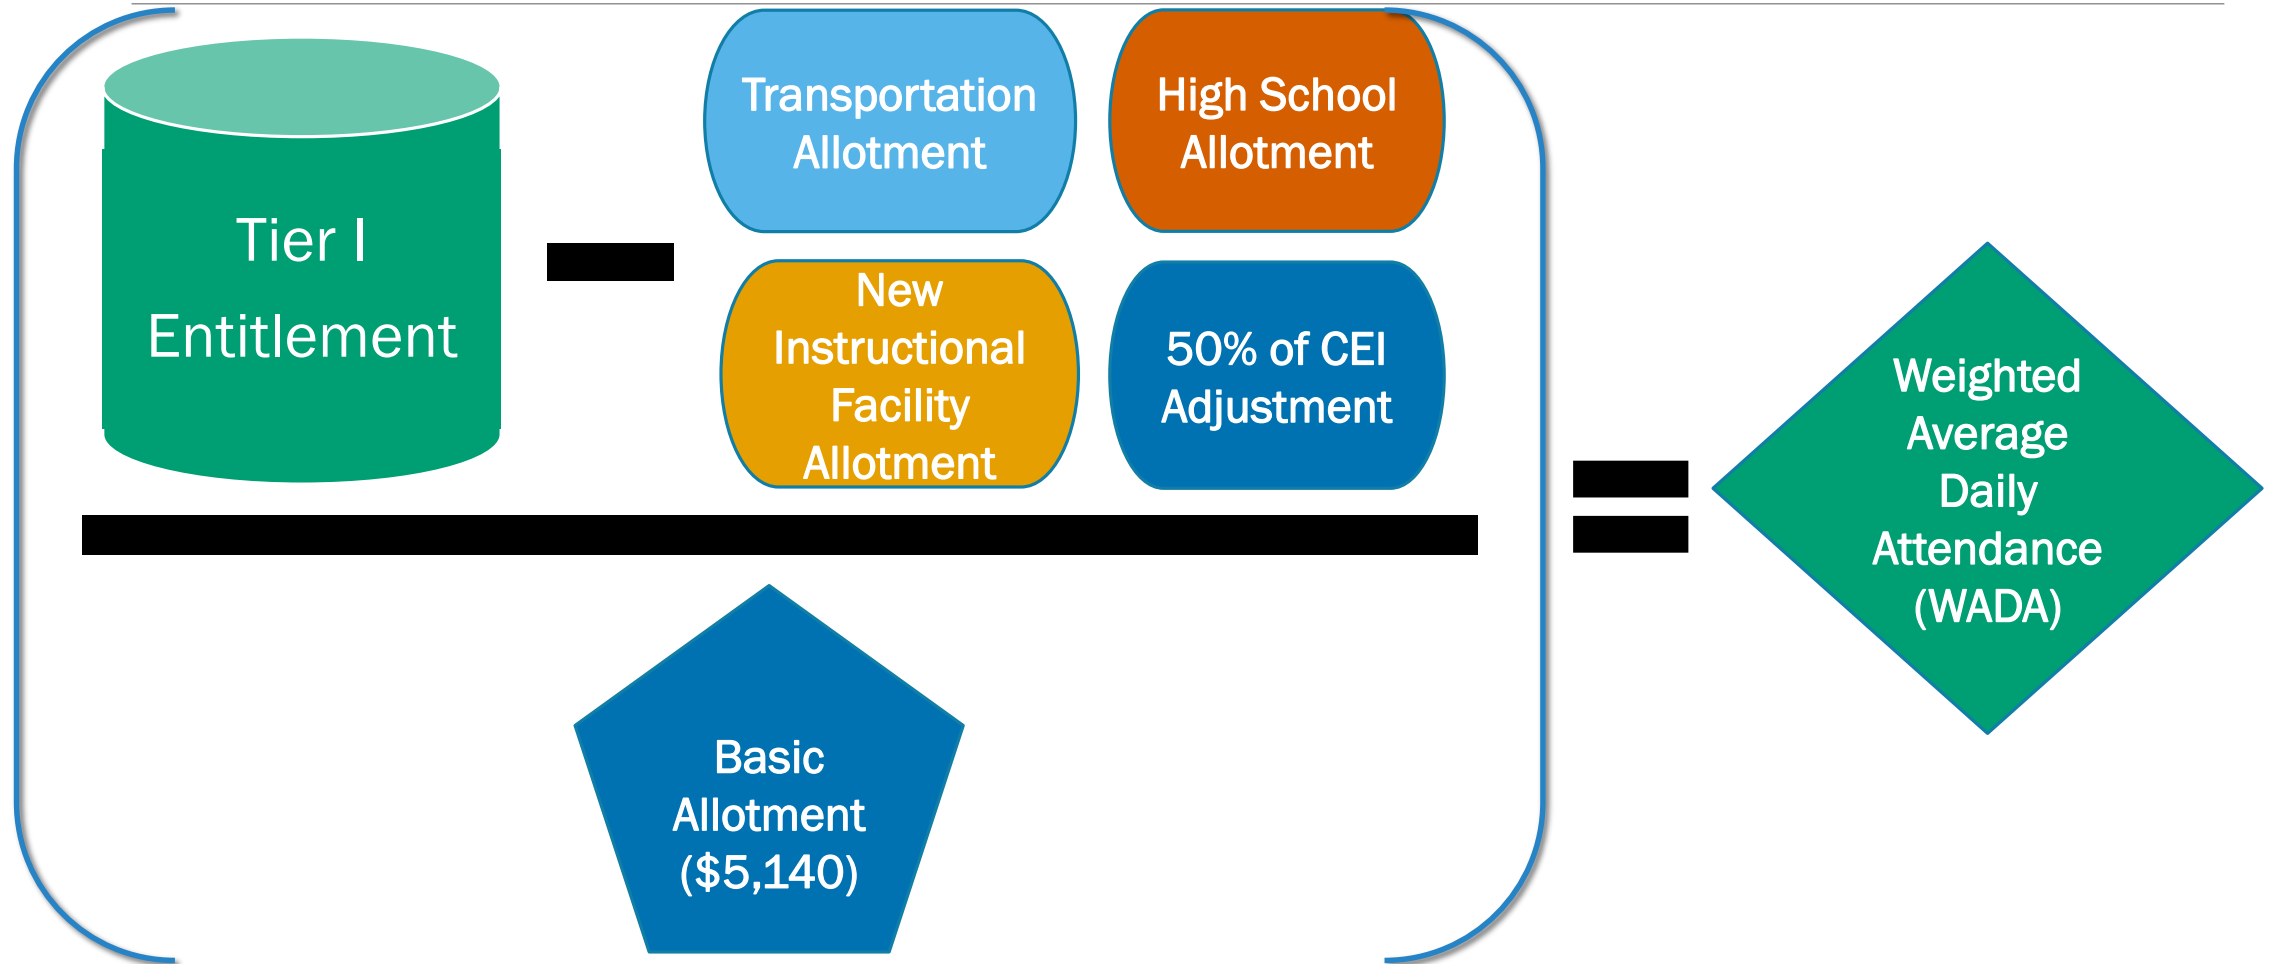 Tier I
Entitlement
Transportation
Allotment
High School
Allotment
New
Instructional
Facility
Allotment
50% of CEI
Adjustment
Basic
Allotment
($5,140)
Weighted
Average
Daily
Attendance
(WADA)